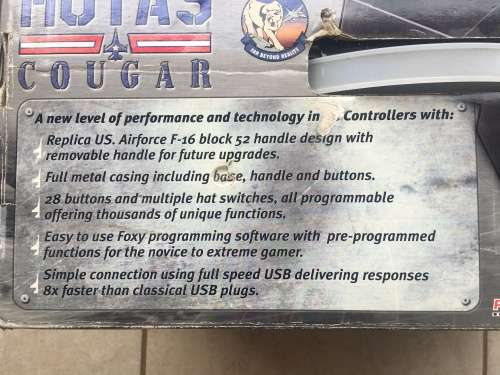 HOTAS
COUGAR
FAR BEYOND REALITY
A new level of performance and technology in Controllers with:
Replica US. Airforce F-16 block 52 handle design with
removable handle for future upgrades.
Full metal casing including base, handle and buttons.
28 buttons and multiple hat switches, all programmable
offering thousands of unique functions.
Easy to use Foxy programming software with pre-programmed
functions for the novice to extreme gamer.
Simple connection using full speed USB delivering responses
8x faster than classical USB plugs.